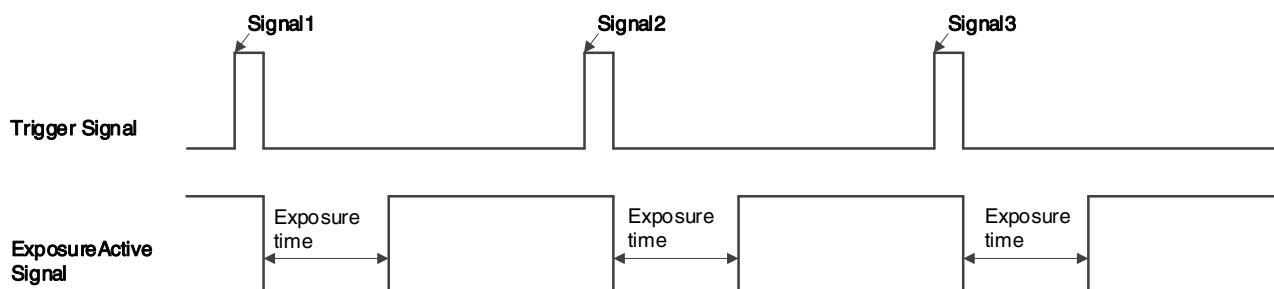 Signal1
Signal2
Signal3
Trigger Signal
Exposure
time
Exposure
time
Exposure
time
ExposureActive
Signal